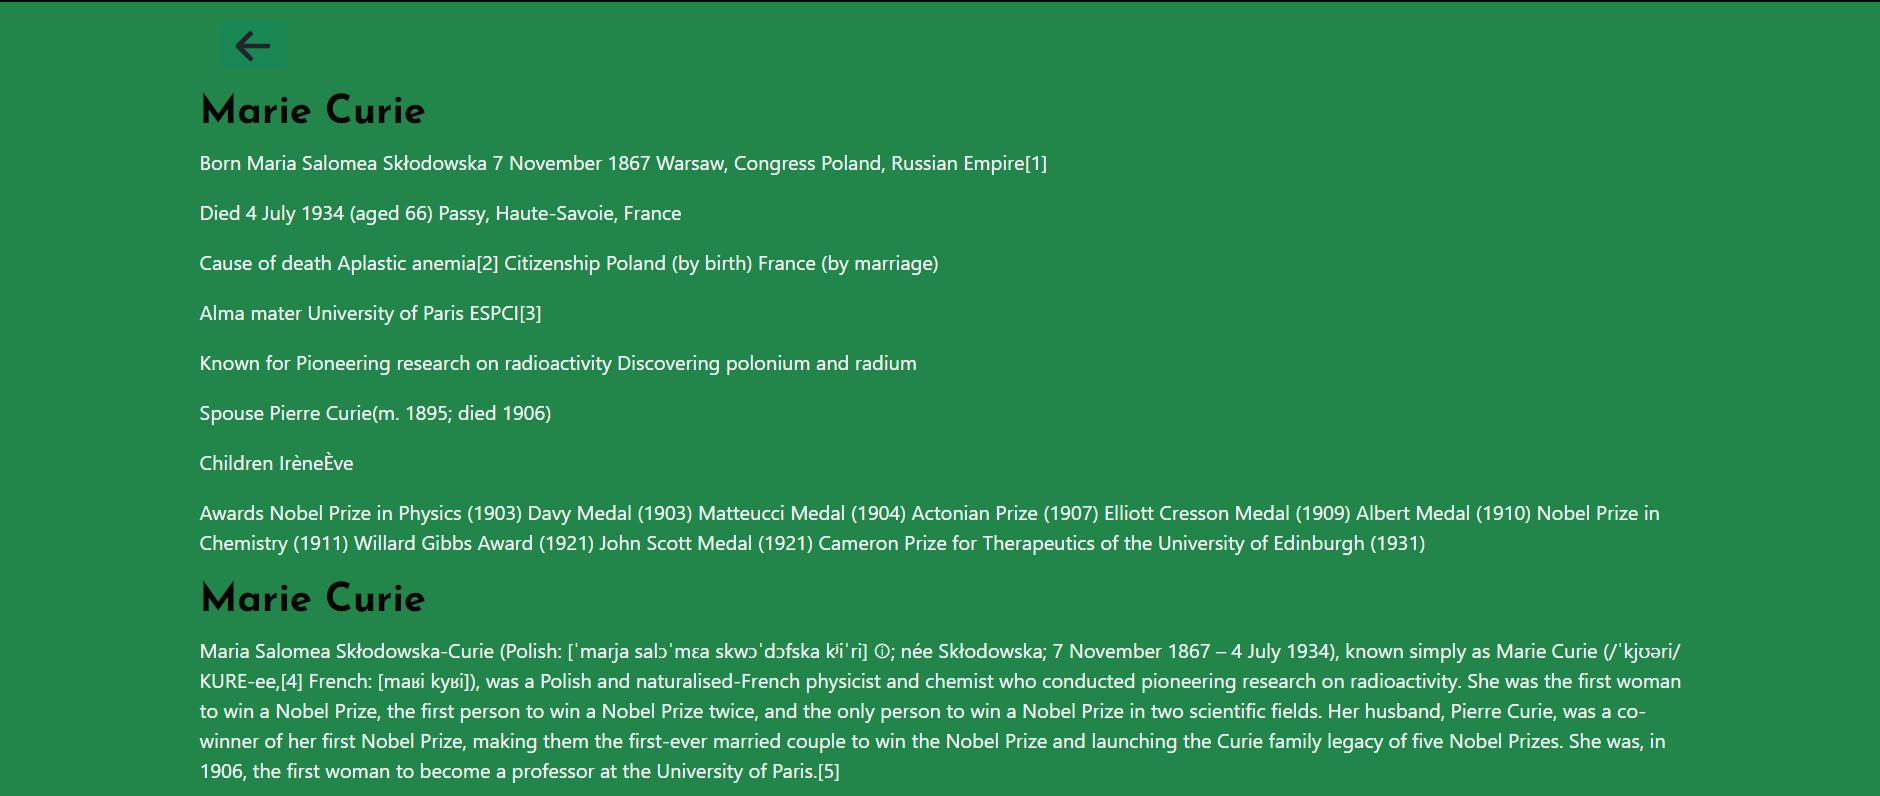 Marie Curie
Born Maria Salomea Skłodowska 7 November 1867 Warsaw, Congress Poland, Russian Empire[1]
Died 4 July 1934 (aged 66) Passy, Haute-Savoie, France
Cause of death Aplastic anemia[2] Citizenship Poland (by birth) France (by marriage)
Alma mater University of Paris ESPCI[3]
Known for Pioneering research on radioactivity Discovering polonium and radium
Spouse Pierre Curie(m. 1895; died 1906)
Children IrèneÈve
Awards Nobel Prize in Physics (1903) Davy Medal (1903) Matteucci Medal (1904) Actonian Prize (1907) Elliott Cresson Medal (1909) Albert Medal (1910) Nobel Prize in
Chemistry (1911) Willard Gibbs Award (1921) John Scott Medal (1921) Cameron Prize for Therapeutics of the University of Edinburgh (1931)
Marie Curie
Maria Salomea Skłodowska-Curie (Polish: [ˈmarja salɔˈmɛa skwɔˈdɔfska kʲiˈri] ⓘ; née Skłodowska; 7 November 1867 – 4 July 1934), known simply as Marie Curie (/ˈkjʊəri/
KURE-ee,[4] French: [maʁi kyʁi]), was a Polish and naturalised-French physicist and chemist who conducted pioneering research on radioactivity. She was the first woman
to win a Nobel Prize, the first person to win a Nobel Prize twice, and the only person to win a Nobel Prize in two scientific fields. Her husband, Pierre Curie, was a co-
winner of her first Nobel Prize, making them the first-ever married couple to win the Nobel Prize and launching the Curie family legacy of five Nobel Prizes. She was, in
1906, the first woman to become a professor at the University of Paris.[5]